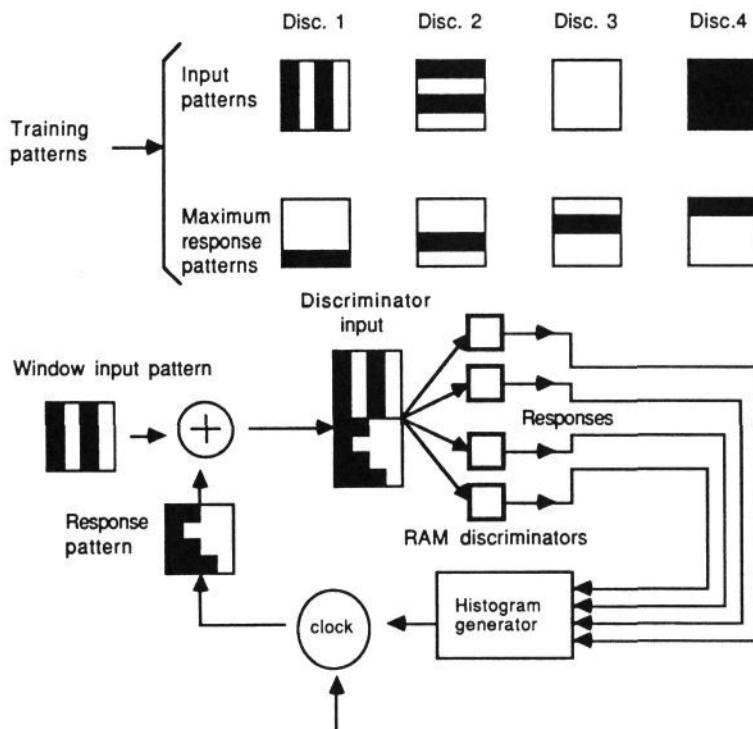 Disc. 1 Disc. 2 Disc. 3 Disc.4
Input
patterns
Training
patterns
Maximum
response
patterns
Discriminator
input
Window input pattern
Responses
Response
pattern
RAM discriminators
Histogram
generator
clock